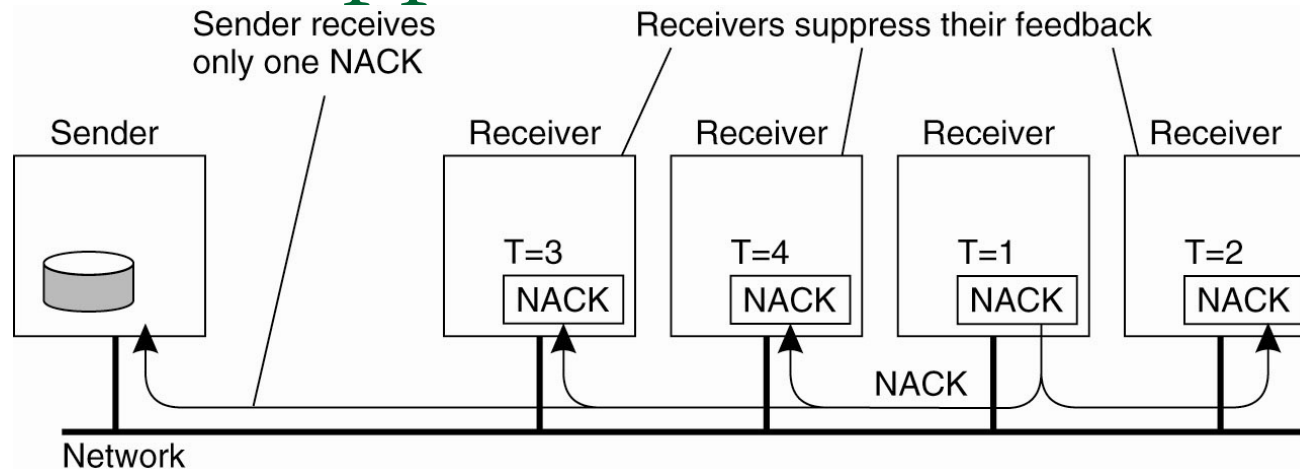 Sender receives
only one NACK
Receivers suppress their feedback
Sender
Receiver
Receiver
Receiver
Receiver
T=3
T=4
T=1
T=2
NACK
NACK
NACK
NACK
NACK
Network